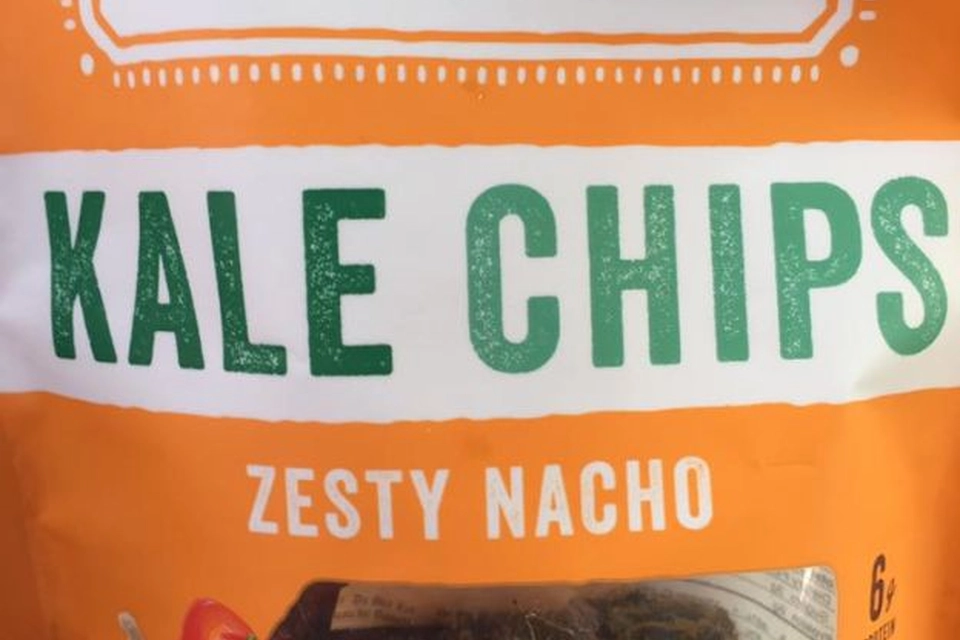 KALE CHIPS
ZESTY NACHO
6g